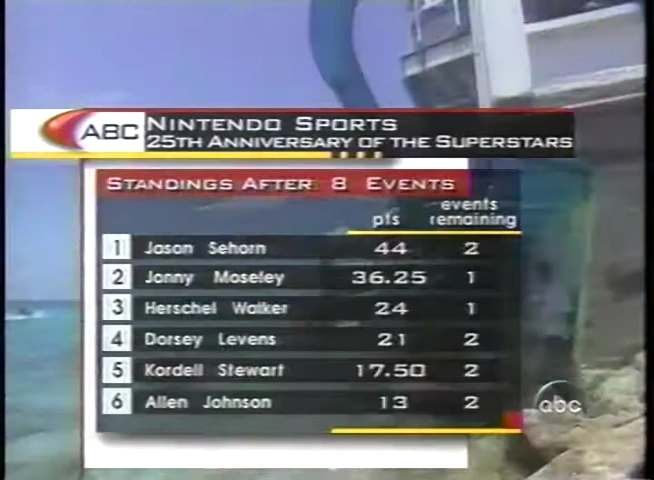 ABC
NINTENDO SPORTS
25TH ANNIVERSARY OF THE SUPERSTARS
STANDINGS AFTER 8 EVENTS
pts events remaining
1 Jason Sehorn 44 2
2 Jonny Moseley 36.25 1
3 Herschel Walker 24 1
4 Dorsey Levens 21 2
5 Kordell Stewart 17.50 2
6 Allen Johnson 13 2
abc